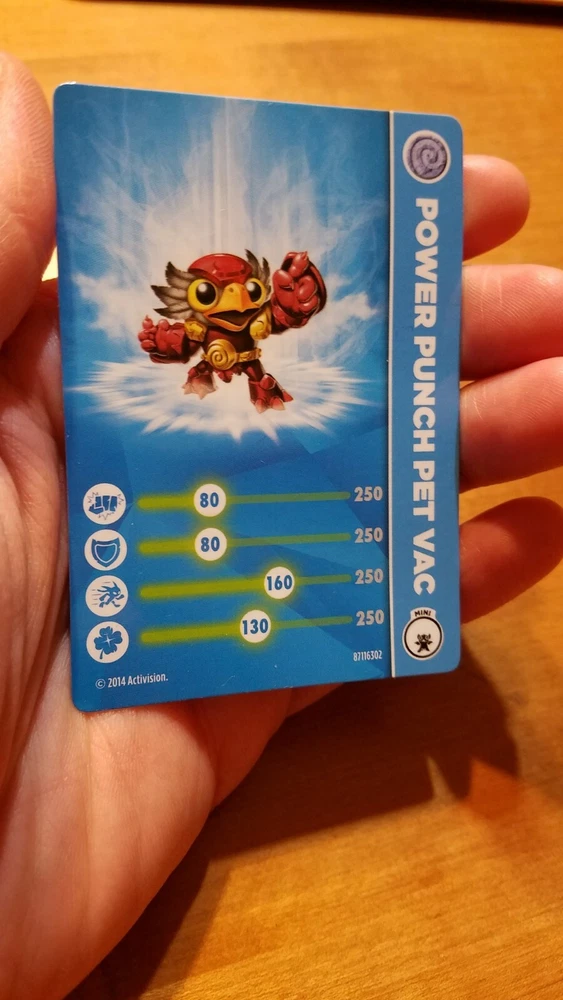 POWER PUNCH PET VAC
MINI
80 250
80 250
160 250
130 250
87116302
© 2014 Activision.